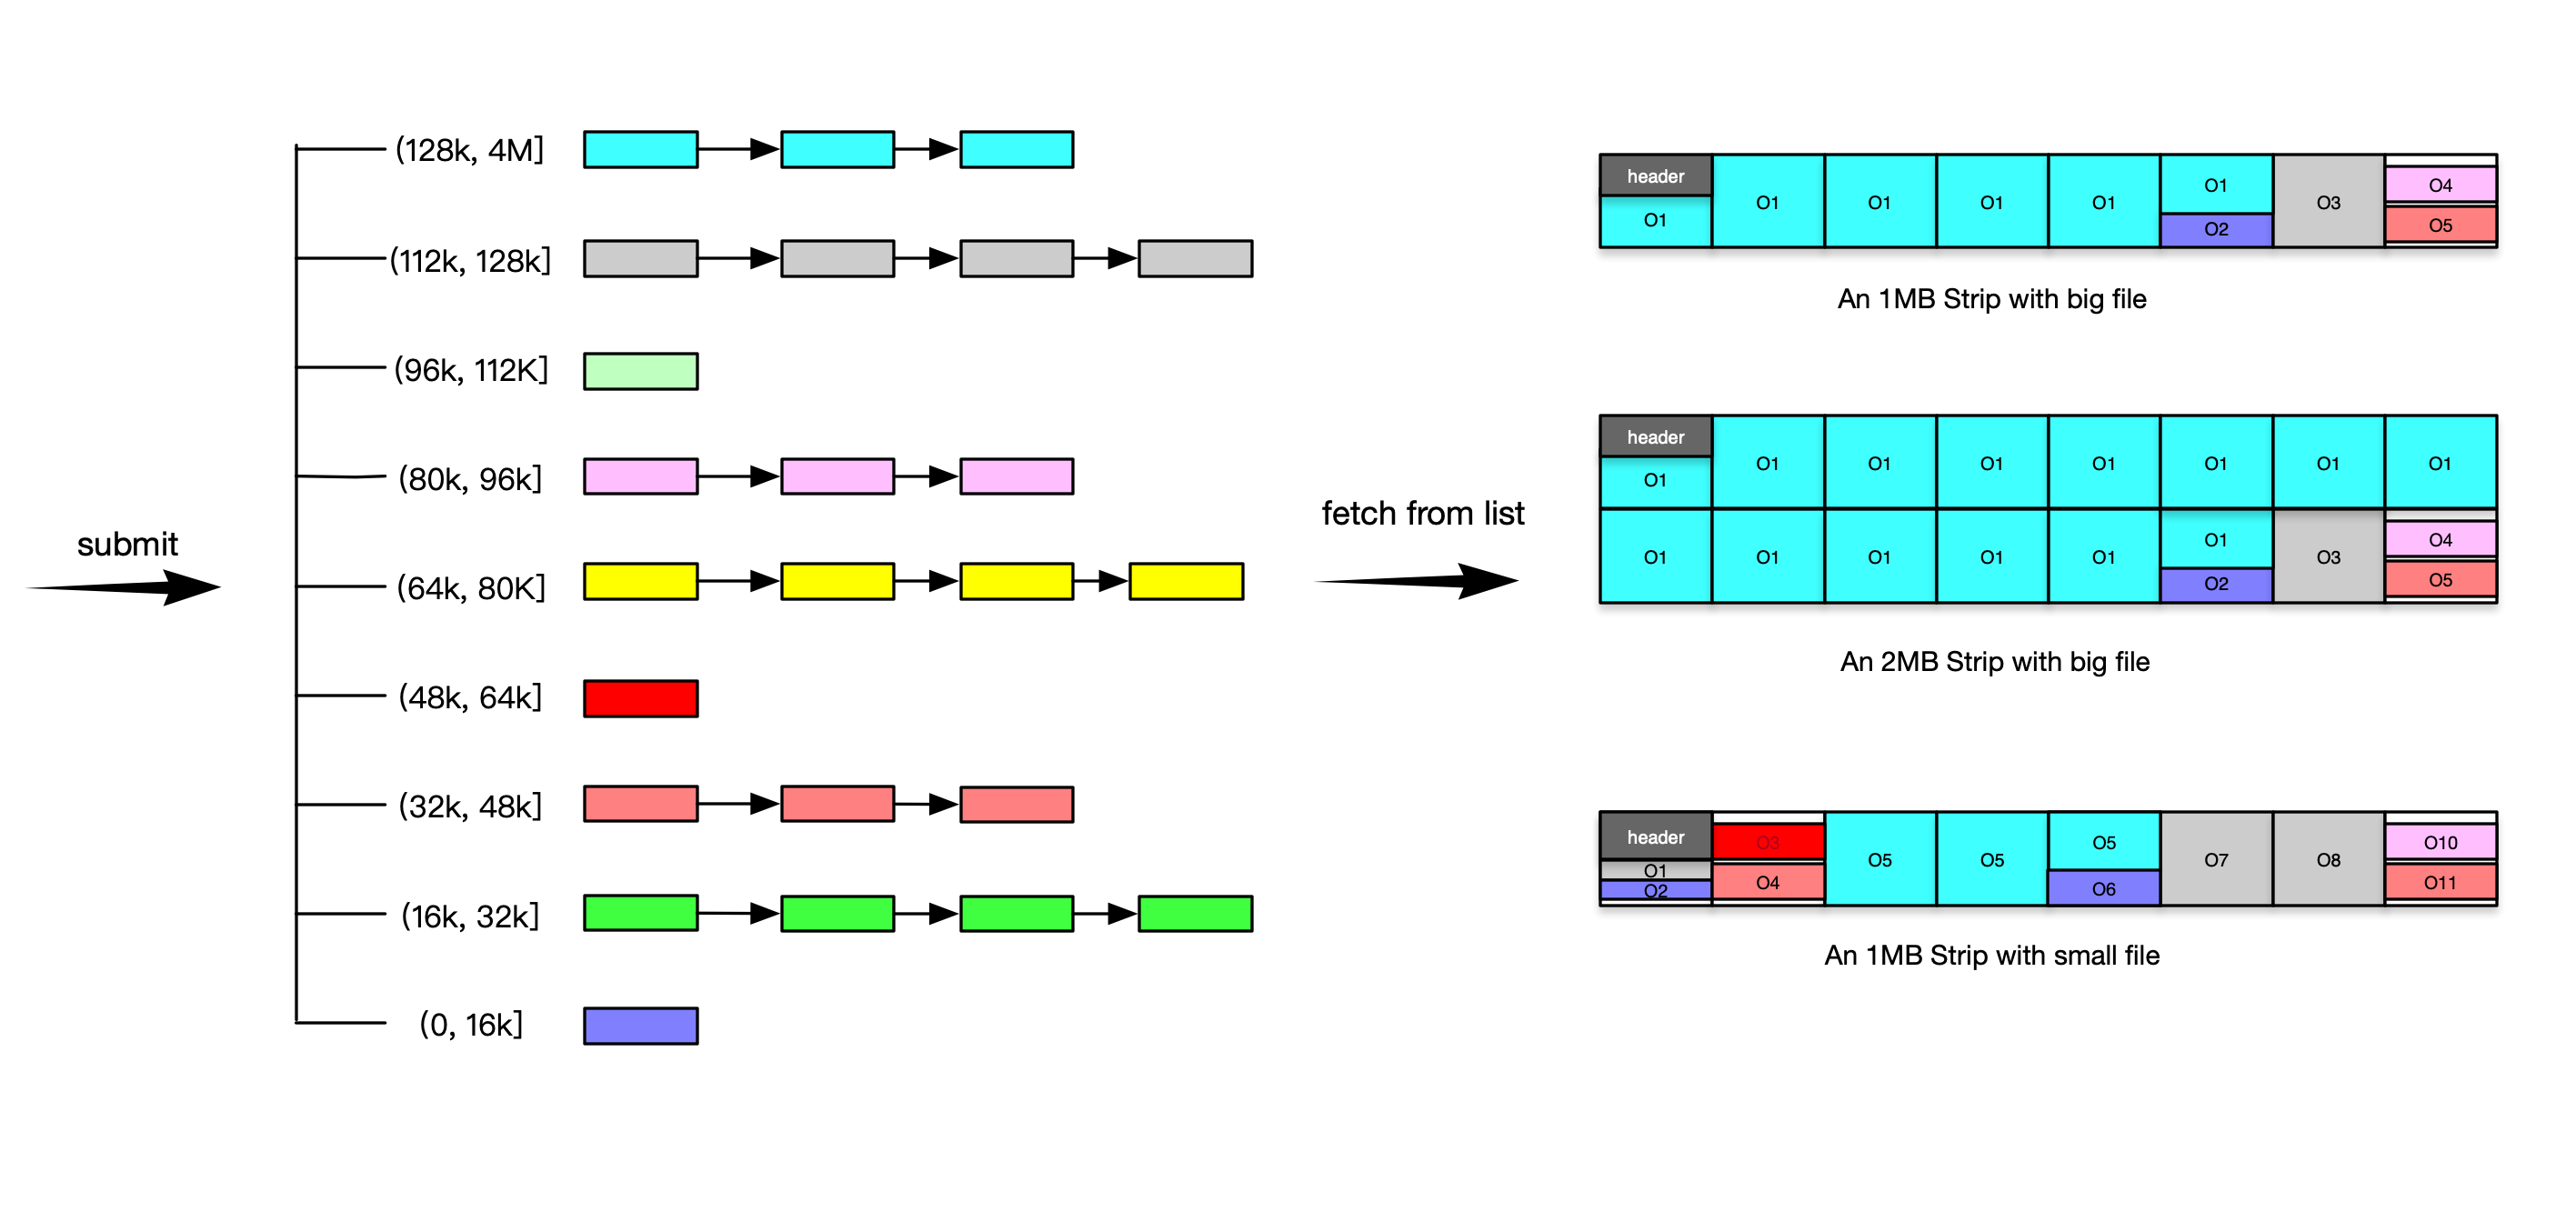 submit
(128k, 4M]
(112k, 128k]
(96k, 112K]
(80k, 96k]
(64k, 80K]
(48k, 64k]
(32k, 48k]
(16k, 32k]
(0, 16k]
fetch from list
header
O1 O1 O1 O1 O1 O1 O3 O4
O2 O5
An 1MB Strip with big file
header
O1 O1 O1 O1 O1 O1 O1 O1
O1 O1 O1 O1 O1 O1 O3 O4
O2 O5
An 2MB Strip with big file
header O3 O5 O5 O5 O7 O8 O10
O1
O2 O4 O6 O11
An 1MB Strip with small file